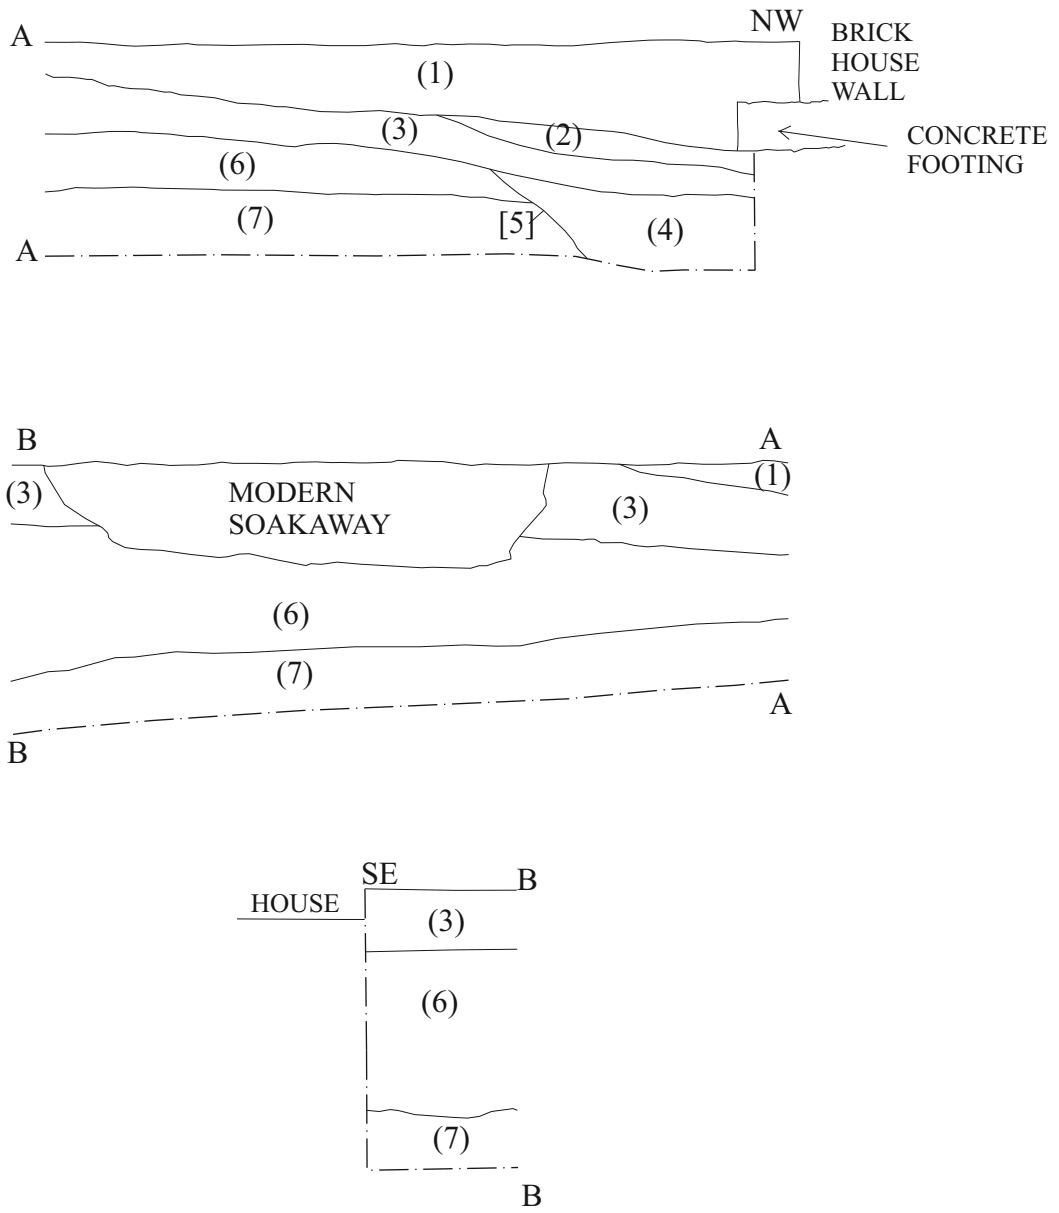 A
NW
BRICK
HOUSE
WALL
(1)
(3)
(2)
CONCRETE
FOOTING
(6)
(7)
[5]
(4)
A
B
A
(3)
MODERN
SOAKAWAY
(1)
(3)
(6)
(7)
A
B
SE
B
HOUSE
(3)
(6)
(7)
B